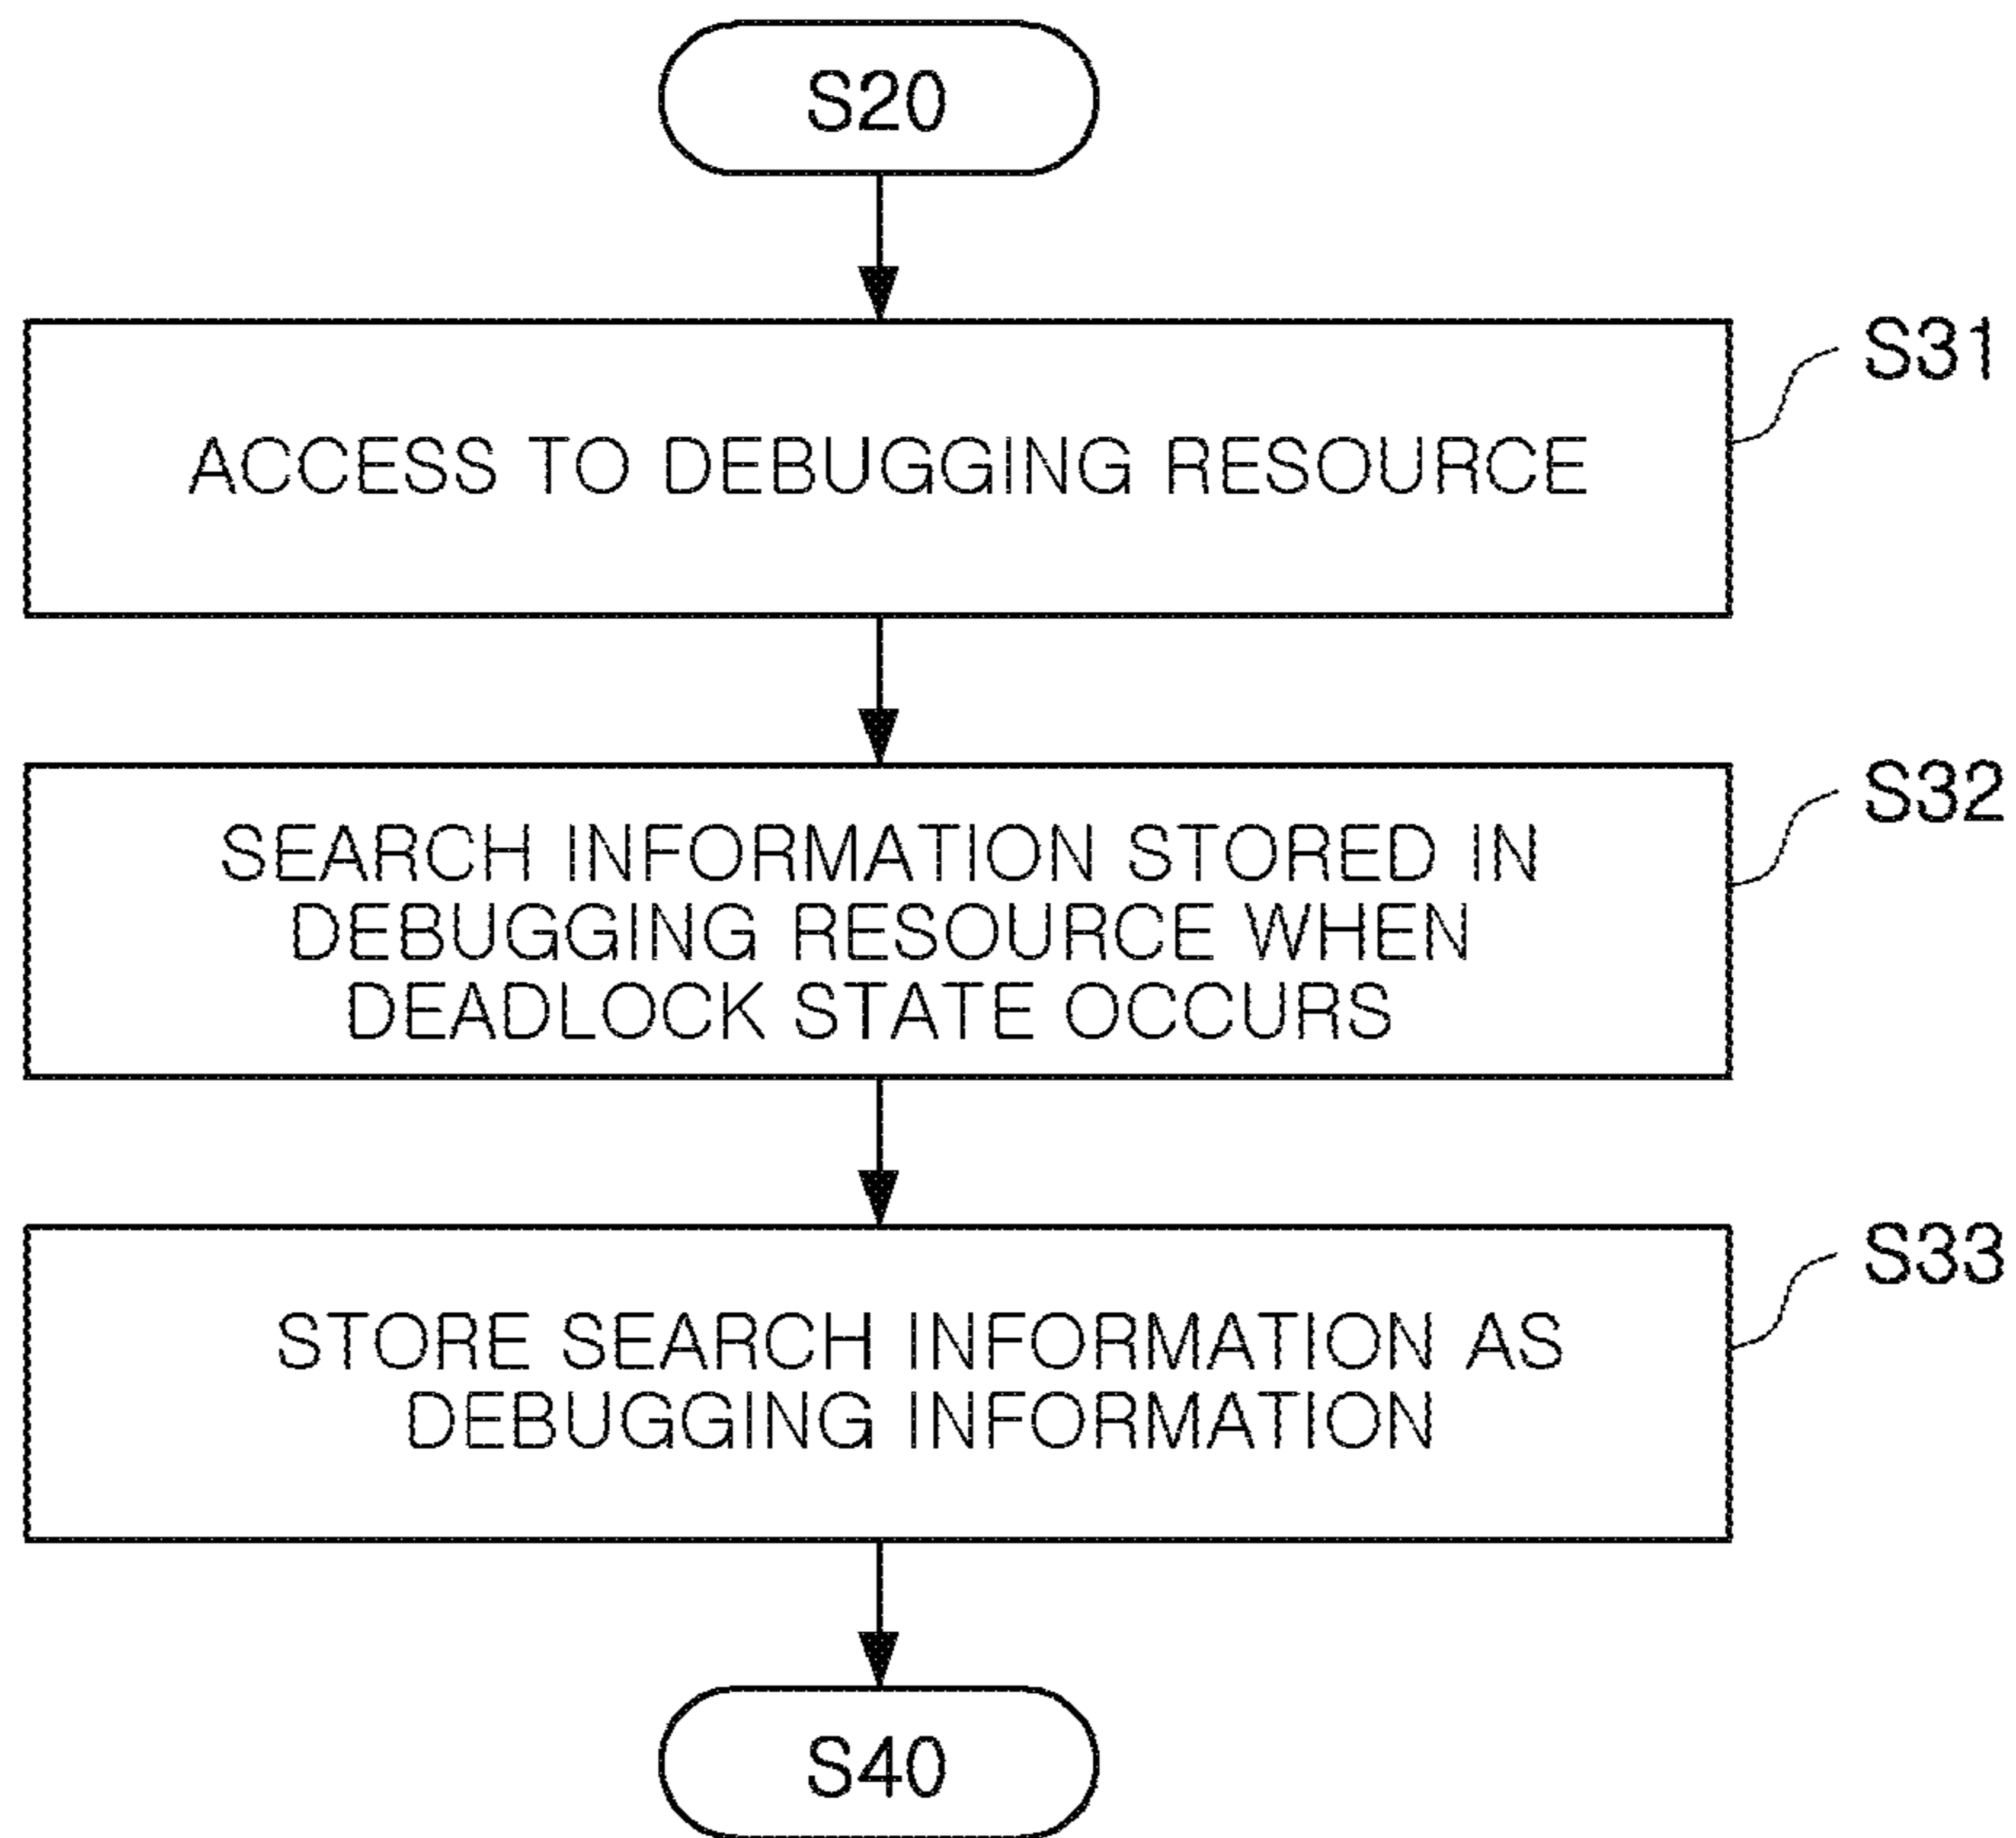 S20
S31
ACCESS TO DEBUGGING RESOURCE
S32
SEARCH INFORMATION STORED IN
DEBUGGING RESOURCE WHEN
DEADLOCK STATE OCCURS
S33
STORE SEARCH INFORMATION AS
DEBUGGING INFORMATION
S40